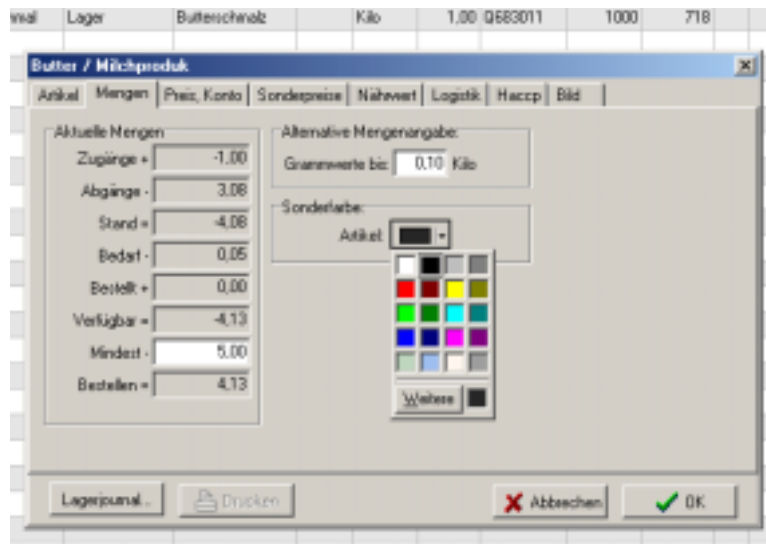 Lager Butterschmalz Kilo 1,00 Q683011 1000 718
Butter / Milchproduk
Artikel Mengen Preis, Konto Sonderpreise Nährwert Logistik Haccp Bild
Aktuelle Mengen
Zugänge + -1,00
Abgänge - 3,08
Stand = -4,08
Bedarf - 0,05
Bestellt + 0,00
Verfügbar = -4,13
Mindest - 5,00
Bestellen = 4,13
Alternative Mengenangabe:
Grammwerte bis: 0,10 Kilo
Sonderfarbe:
Artikel:
Weitere
Lagerjournal... Drucken Abbrechen OK